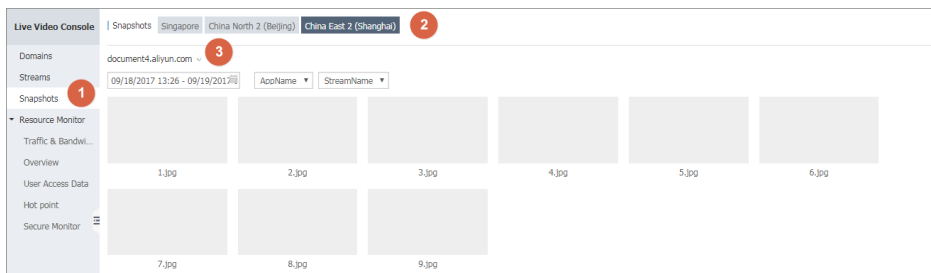 Live Video Console
Snapshots Singapore China North 2 (Beijing) China East 2 (Shanghai) 2
Domains
document4.aliyun.com 3
Streams
09/18/2017 13:26 - 09/19/2017 AppName StreamName
Snapshots 1
Resource Monitor
Traffic & Bandwi...
Overview
1.jpg 2.jpg 3.jpg 4.jpg 5.jpg 6.jpg
User Access Data
Hot point
Secure Monitor
7.jpg 8.jpg 9.jpg